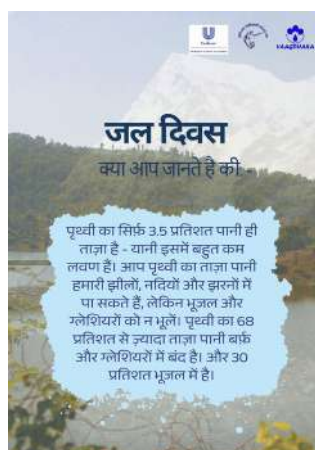 जल दिवस
क्या आप जानते है की -
पृथ्वी का सिर्फ़ 3.5 प्रतिशत पानी ही
ताज़ा है - यानी इसमें बहुत कम
लवण हैं। आप पृथ्वी का ताज़ा पानी
हमारी झीलों, नदियों और झरनों में
पा सकते हैं, लेकिन भूजल और
ग्लेशियरों को न भूलें। पृथ्वी का 68
प्रतिशत से ज़्यादा ताज़ा पानी बर्फ़
और ग्लेशियरों में बंद है। और 30
प्रतिशत भूजल में है।